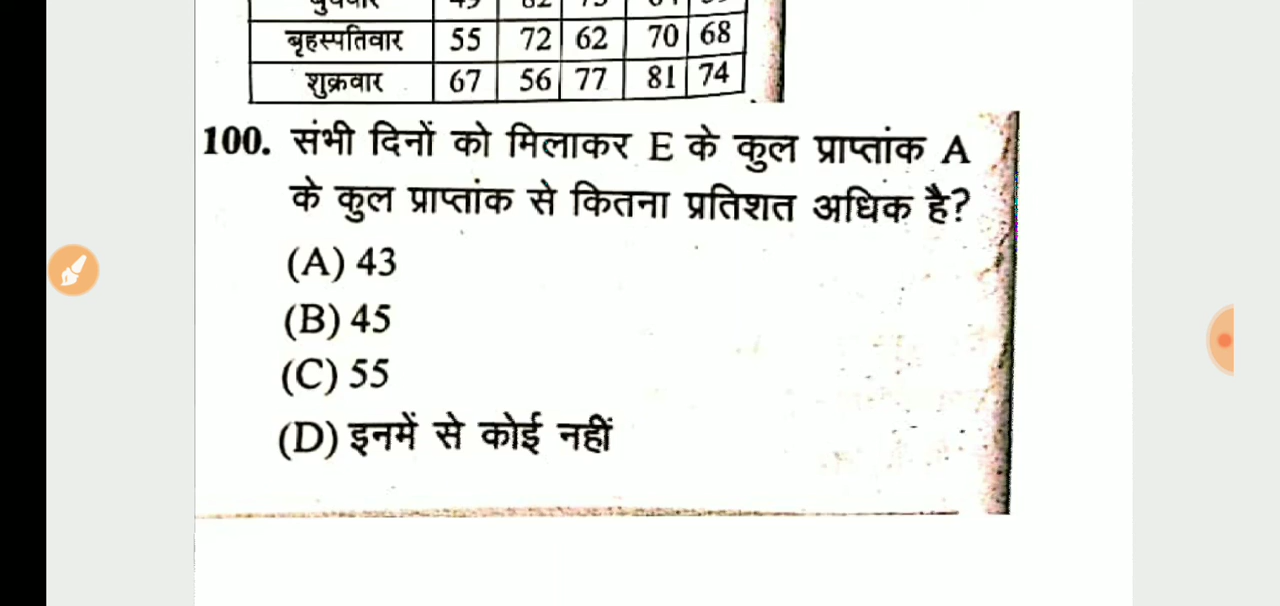 बृहस्पतिवार 55 72 62 70 68
शुक्रवार 67 56 77 81 74
100. संभी दिनों को मिलाकर E के कुल प्राप्तांक A
के कुल प्राप्तांक से कितना प्रतिशत अधिक है?
(A) 43
(B) 45
(C) 55
(D) इनमें से कोई नहीं